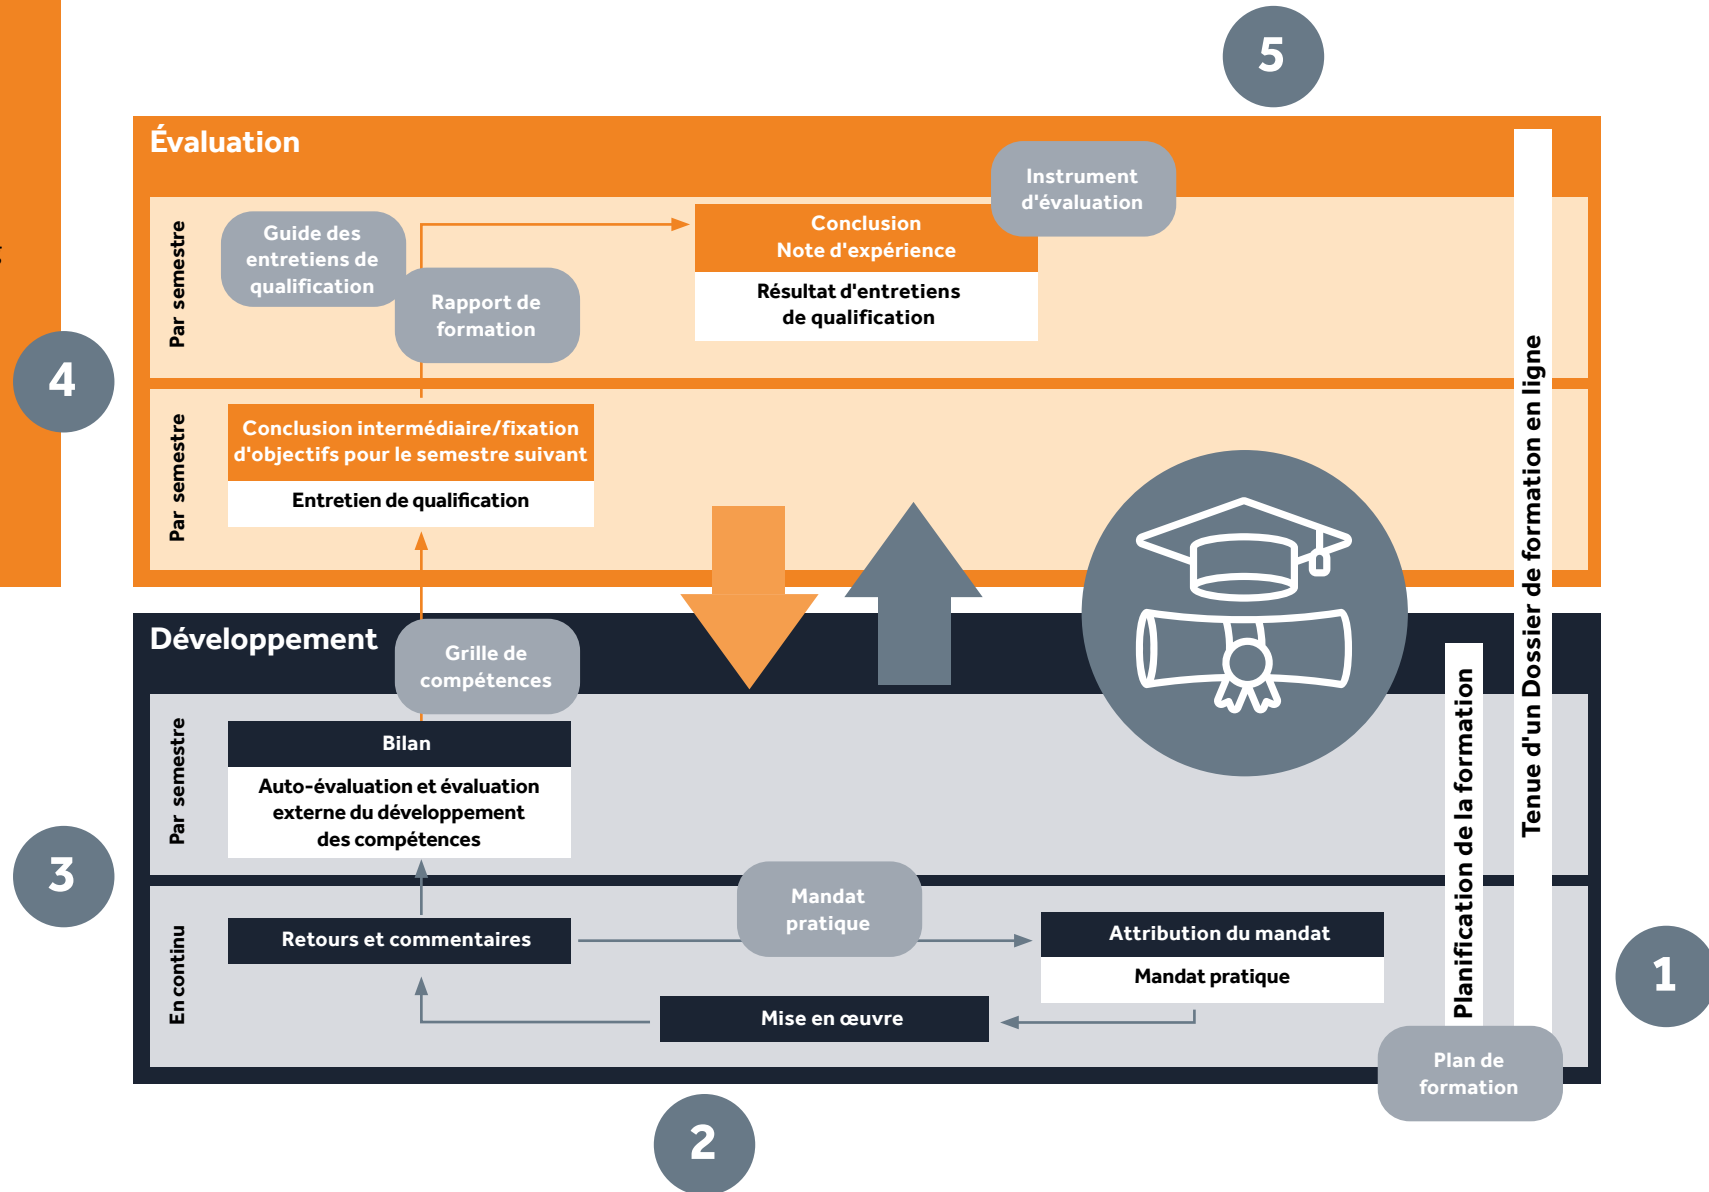 5
Évaluation
Instrument
d'évaluation
Par semestre
Guide des
entretiens de
qualification
Rapport de
formation
Conclusion
Note d'expérience
Résultat d'entretiens
de qualification
4
Par semestre
Conclusion intermédiaire/fixation
d'objectifs pour le semestre suivant
Entretien de qualification
Tenue d'un Dossier de formation en ligne
Développement
Grille de
compétences
Par semestre
Bilan
Auto-évaluation et évaluation
externe du développement
des compétences
Planification de la formation
3
En continu
Mandat
pratique
Retours et commentaires
Attribution du mandat
Mandat pratique
Mise en œuvre
1
Plan de
formation
2